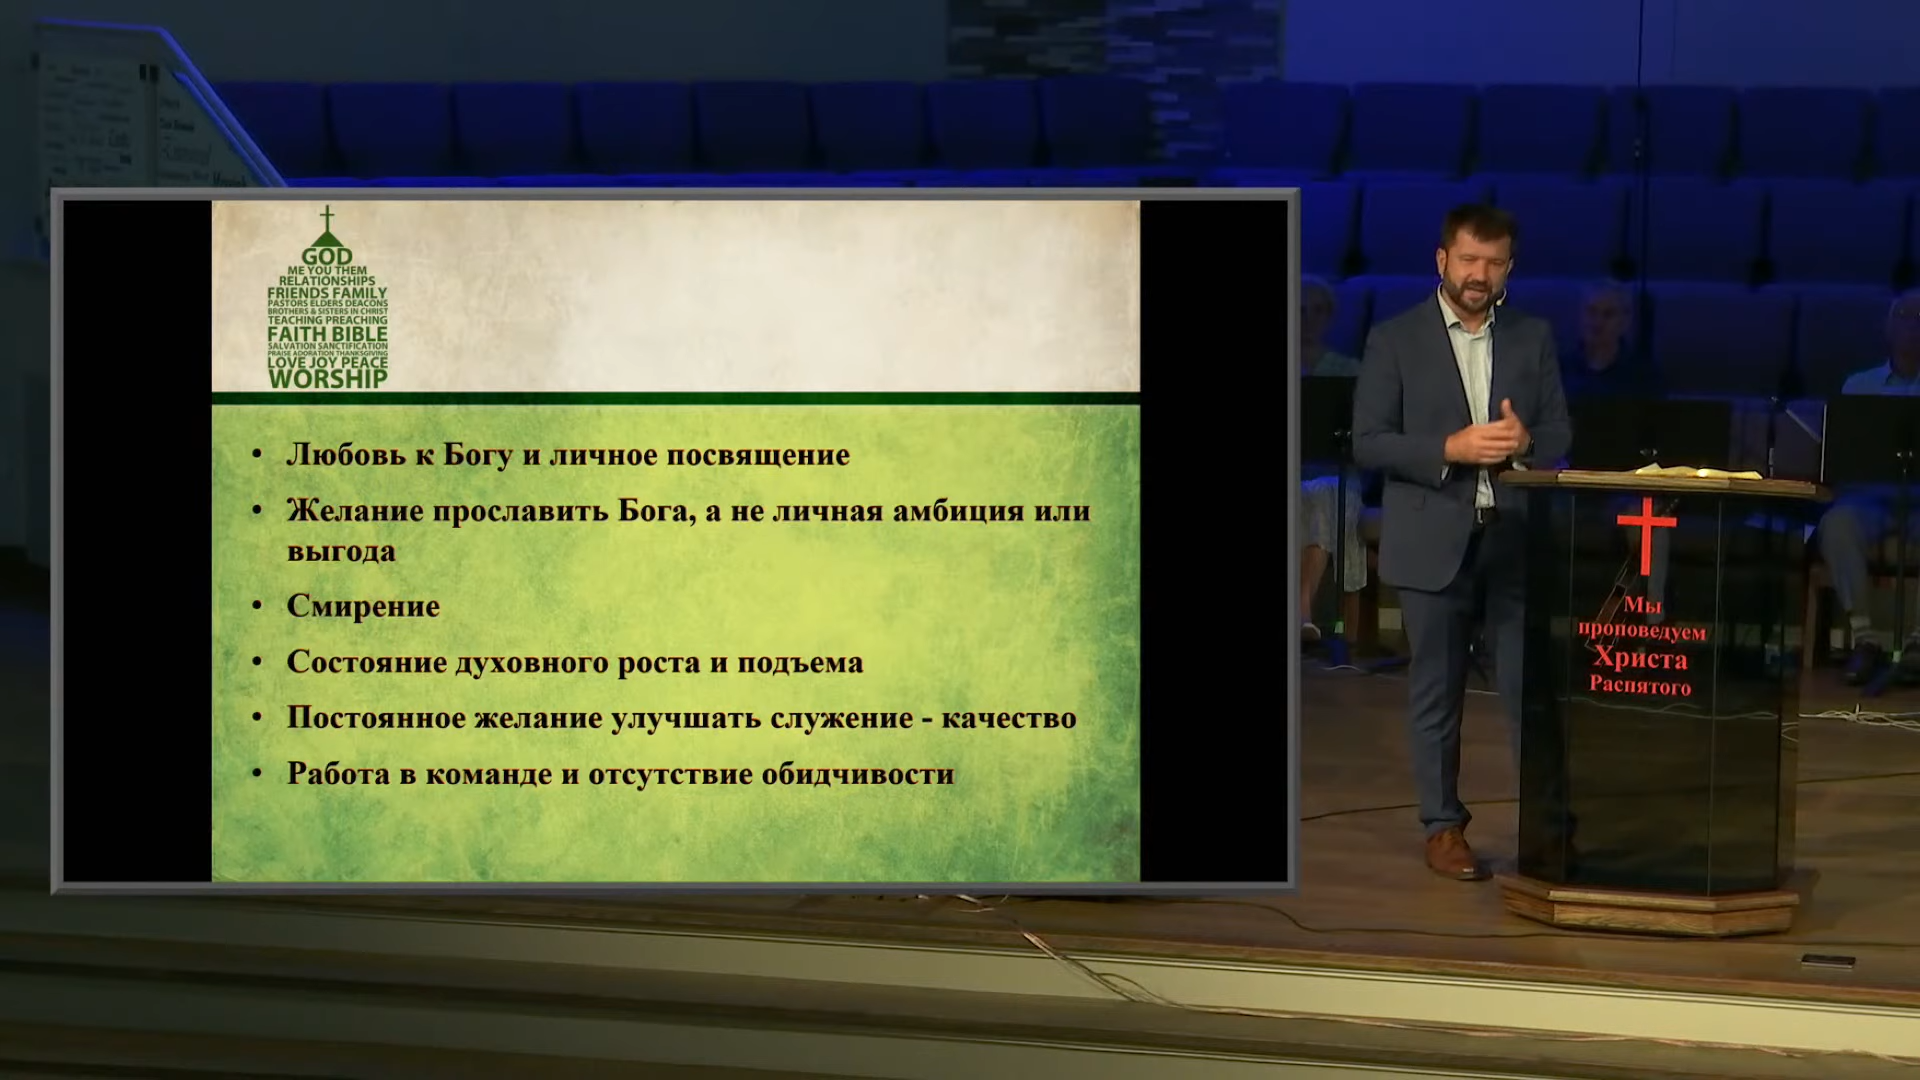 GOD
ME YOU THEM
RELATIONSHIPS
FRIENDS FAMILY
PASTORS ELDERS DEACONS
BROTHERS & SISTERS IN CHRIST
TEACHING PREACHING
FAITH BIBLE
SALVATION SANCTIFICATION
PRAISE ADORATION THANKSGIVING
LOVE JOY PEACE
WORSHIP
• Любовь к Богу и личное посвящение
• Желание прославить Бога, а не личная амбиция или
выгода
• Смирение
• Состояние духовного роста и подъема
• Постоянное желание улучшать служение - качество
• Работа в команде и отсутствие обидчивости
Мы
проповедуем
Христа
Распятого